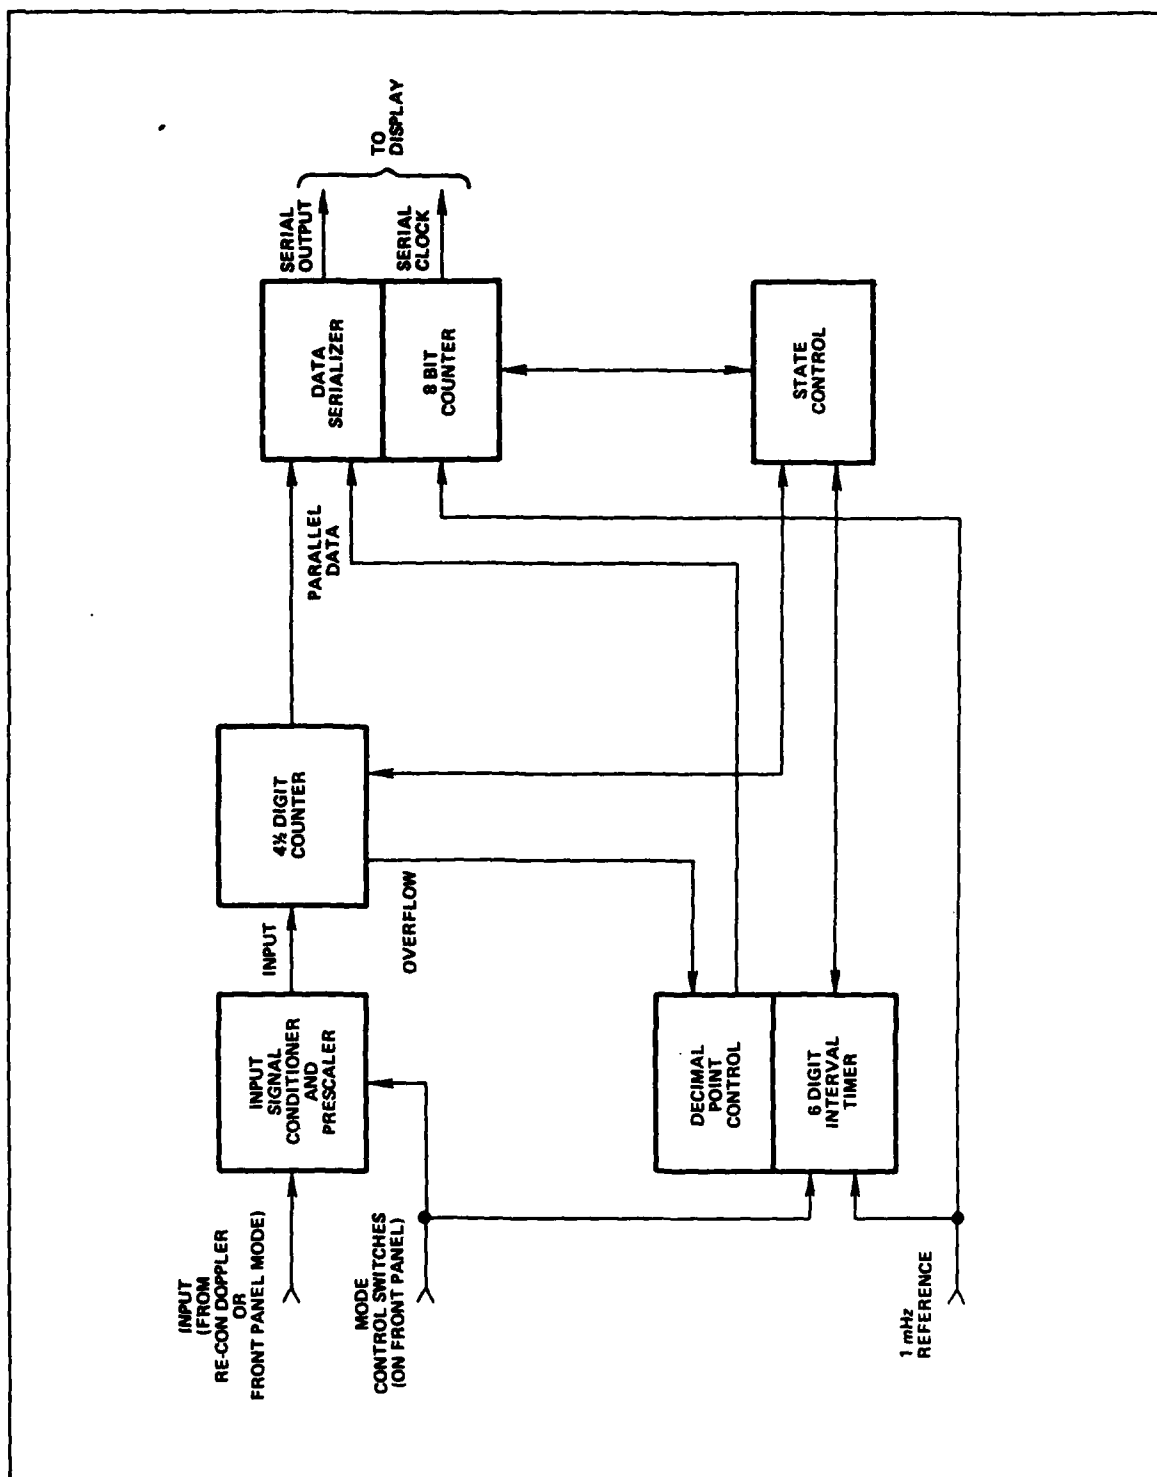 INPUT
(FROM
RE-CON DOPPLER
OR
FRONT PANEL MODE)
INPUT
SIGNAL
CONDITIONER
AND
PRESCALER
INPUT
4½ DIGIT
COUNTER
PARALLEL
DATA
DATA
SERIALIZER
SERIAL
OUTPUT
8 BIT
COUNTER
SERIAL
CLOCK
TO
DISPLAY
MODE
CONTROL SWITCHES
(ON FRONT PANEL)
OVERFLOW
DECIMAL
POINT
CONTROL
6 DIGIT
INTERVAL
TIMER
STATE
CONTROL
1 mHz
REFERENCE